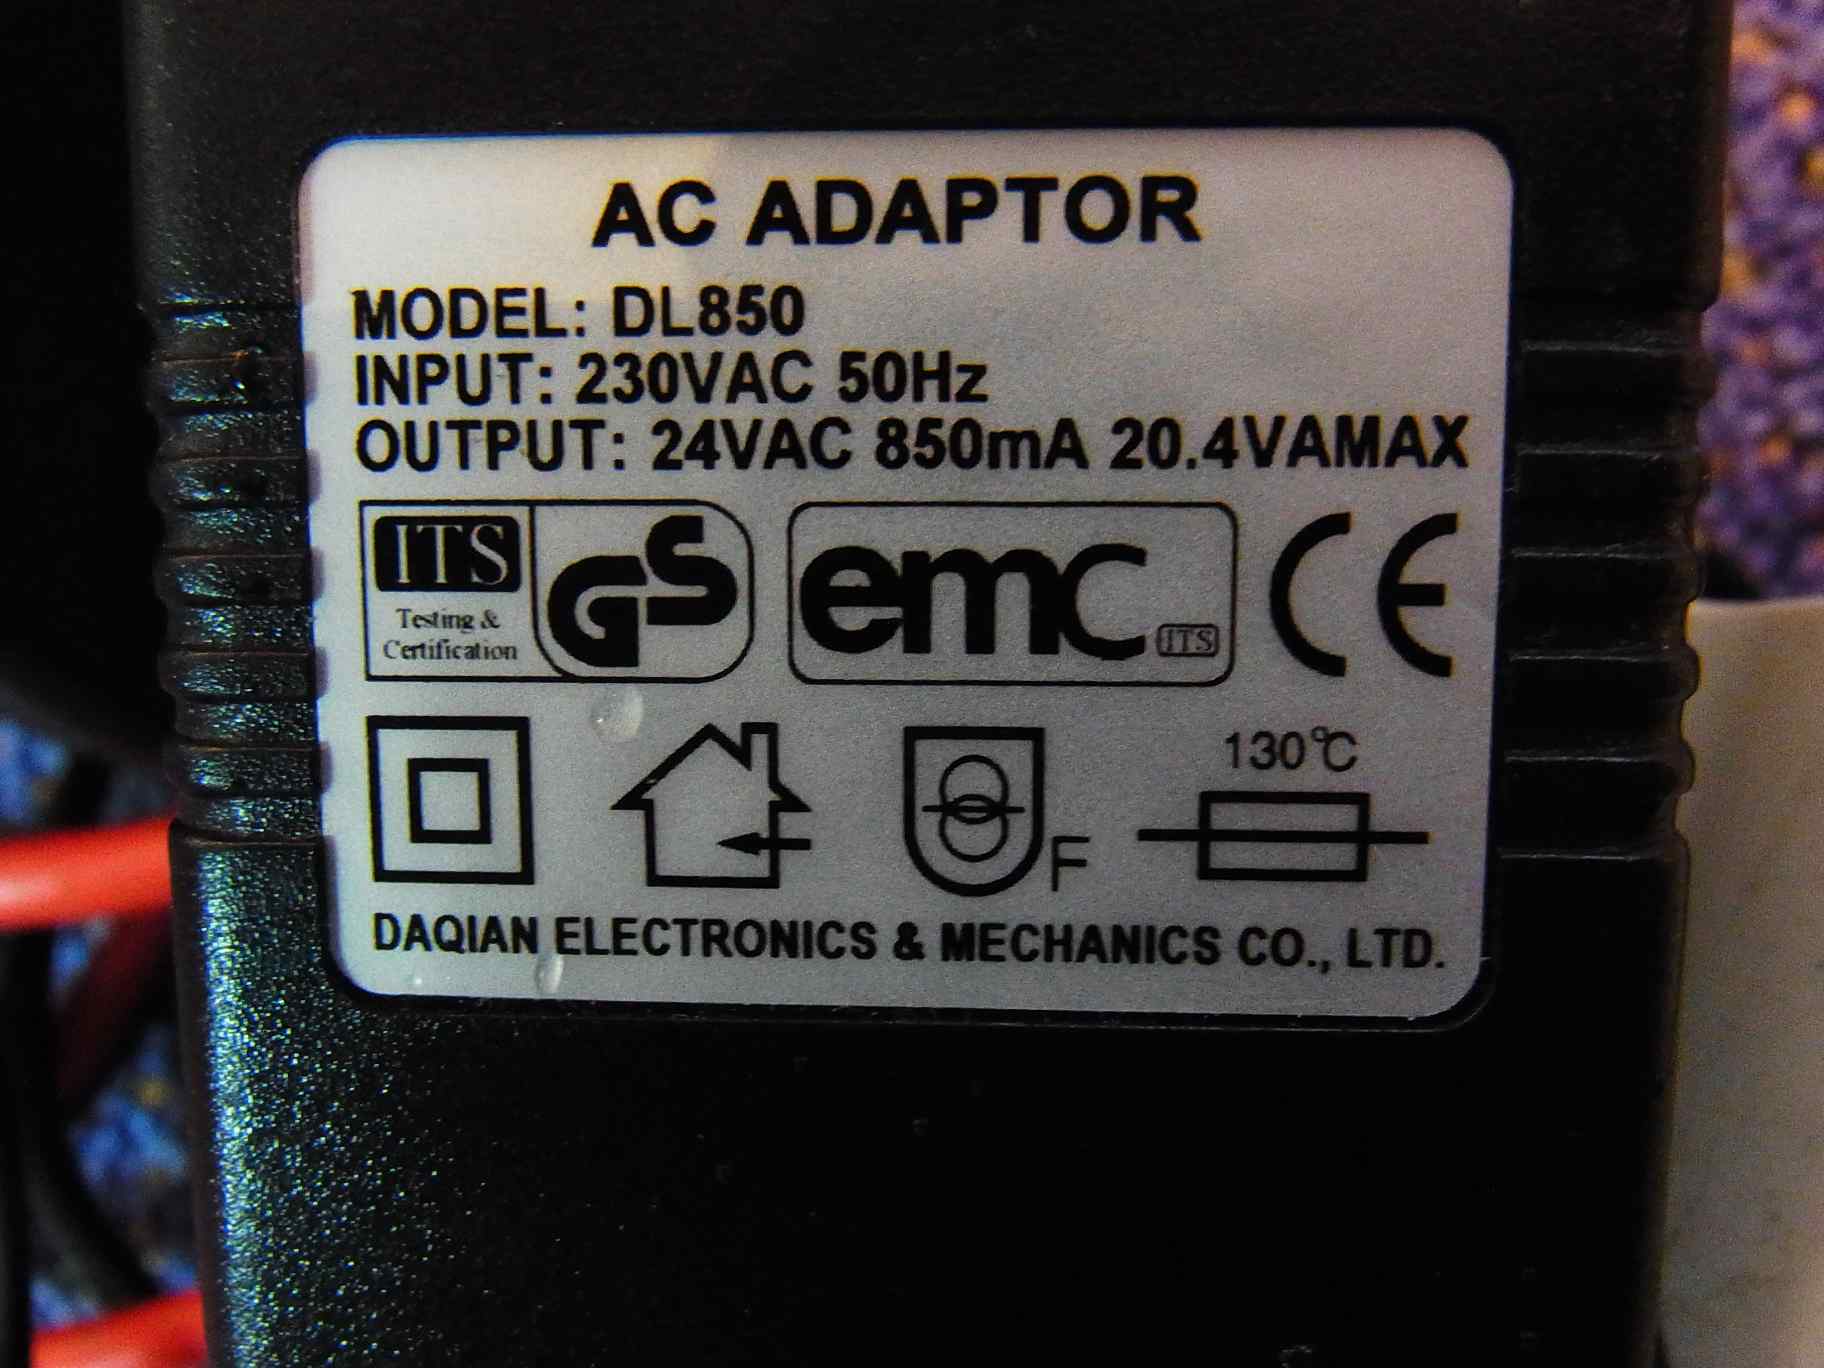 AC ADAPTOR
MODEL: DL850
INPUT: 230VAC 50Hz
OUTPUT: 24VAC 850mA 20.4VAMAX
ITS
Testing &
Certification
GS
emc
ITS
CE
130℃
F
DAQIAN ELECTRONICS & MECHANICS CO., LTD.